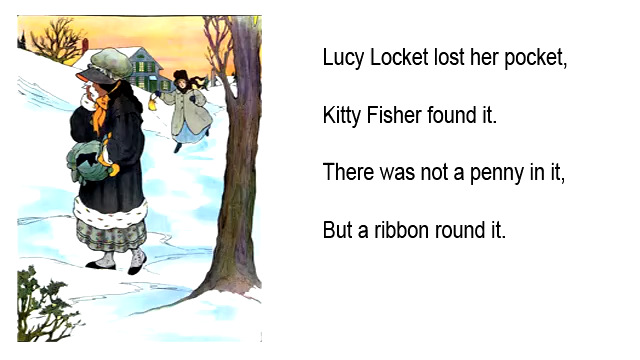 Lucy Locket lost her pocket,
Kitty Fisher found it.
There was not a penny in it,
But a ribbon round it.